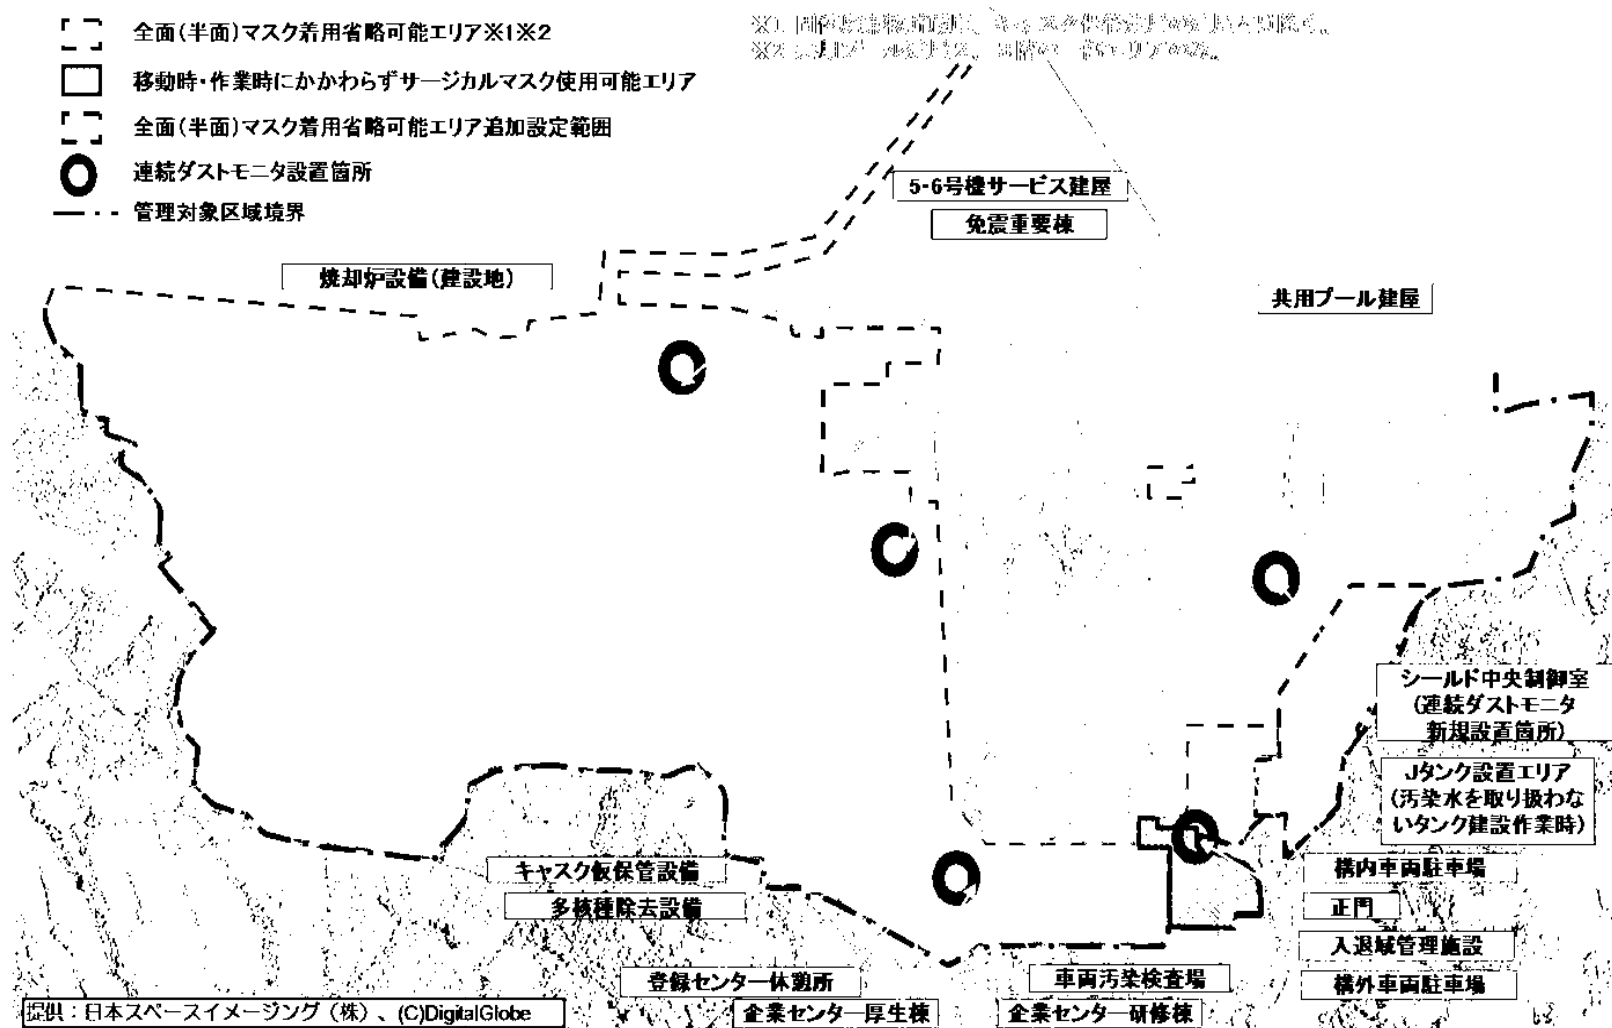 全面(半面)マスク着用省略可能エリア※1※2
移動時・作業時にかかわらずサージカルマスク使用可能エリア
全面(半面)マスク着用省略可能エリア追加設定範囲
連続ダストモニタ設置箇所
管理対象区域境界
※1
※2
5・6号機サービス建屋
免震重要棟
焼却炉設備(建設地)
共用プール建屋
シールド中央制御室
(連続ダストモニタ
新規設置箇所)
Jタンク設置エリア
(汚染水を取り扱わな
いタンク建設作業時)
キャスク仮保管設備
多核種除去設備
構内車両駐車場
正門
入退域管理施設
構外車両駐車場
登録センター休憩所
車両汚染検査場
企業センター厚生棟
企業センター研修棟
提供：日本スペースイメージング（株）、(C)DigitalGlobe